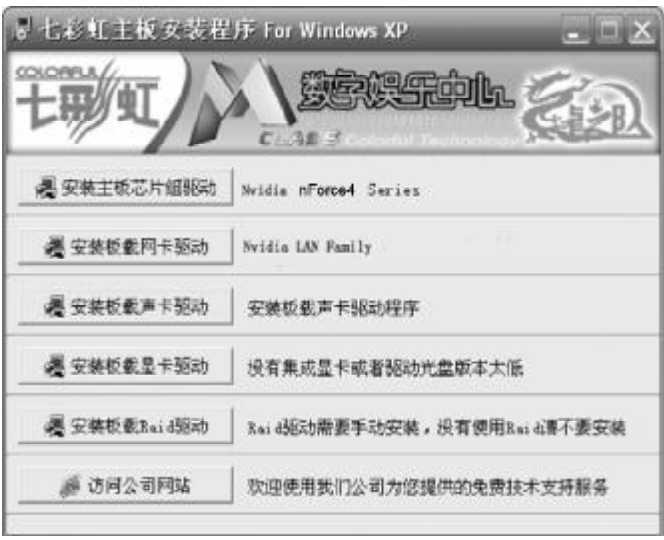 七彩虹主板安装程序 For Windows XP
COLORFUL
七彩虹
数字娱乐中心
CLASS Colorful Technology
之队
安装主板芯片组驱动 Nvidia nForce4 Series
安装板载网卡驱动 Nvidia LAN Family
安装板载声卡驱动 安装板载声卡驱动程序
安装板载显卡驱动 没有集成显卡或者驱动光盘版本太低
安装板载Raid驱动 Raid驱动需要手动安装，没有使用Raid请不要安装
访问公司网站 欢迎使用我们公司为您提供的免费技术支持服务